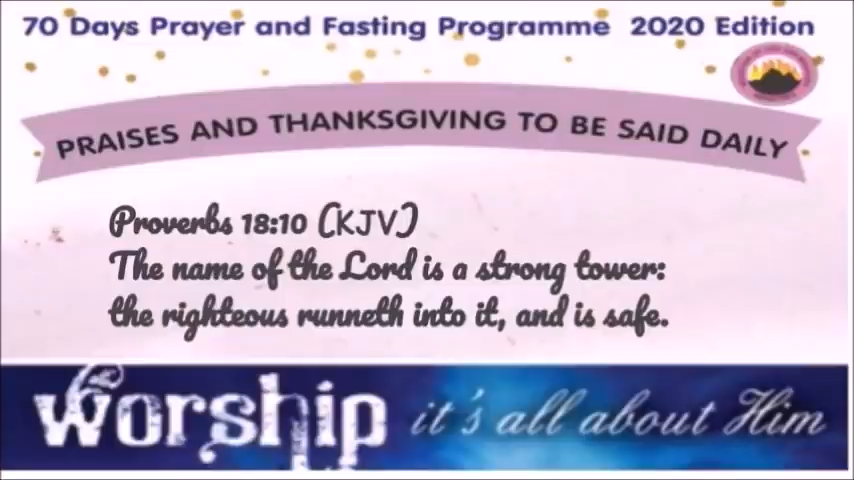 70 Days Prayer and Fasting Programme 2020 Edition
PRAISES AND THANKSGIVING TO BE SAID DAILY
Proverbs 18:10 (KJV)
The name of the Lord is a strong tower:
the righteous runneth into it, and is safe.
worship it's all about Him